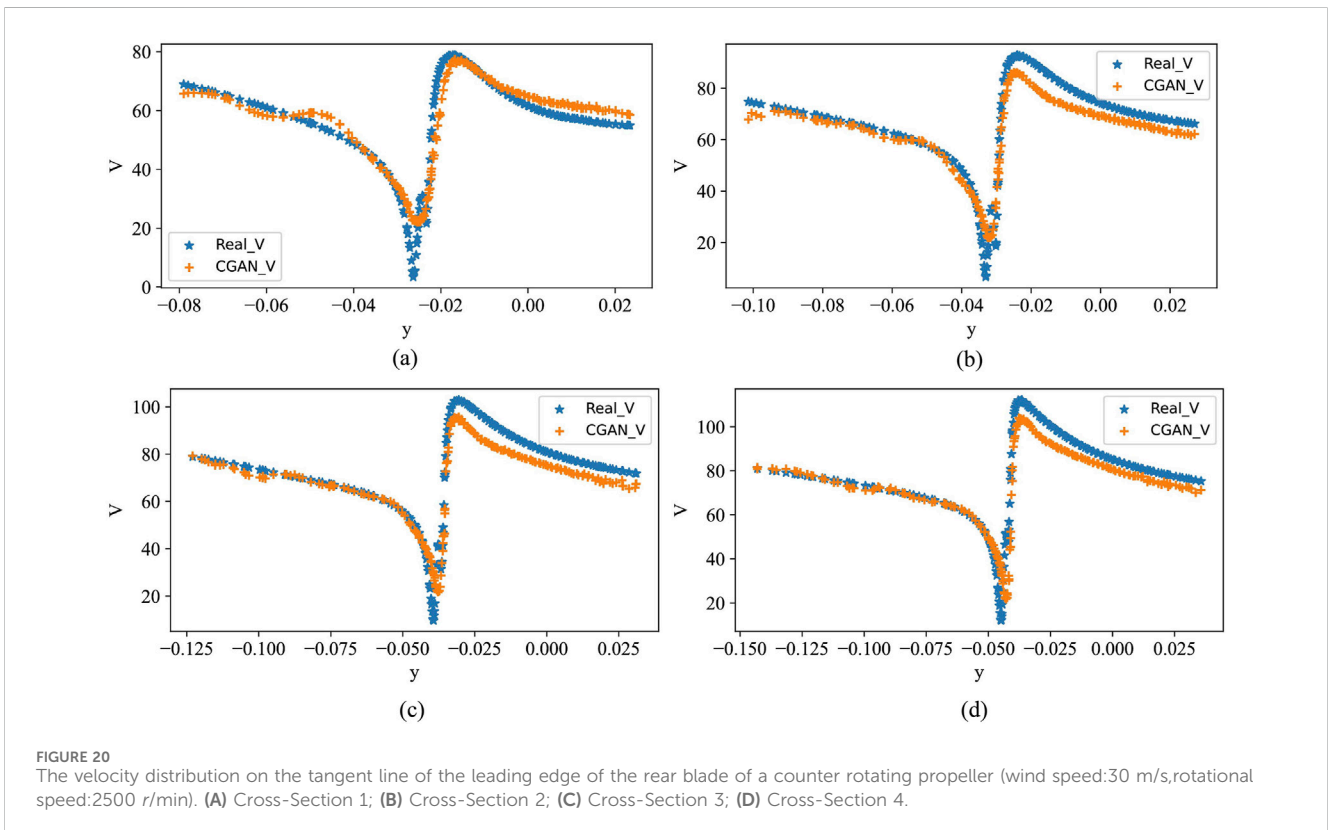 80
60
40
20
0
V
Real_V
CGAN_V
−0.08
−0.06
−0.04
−0.02
0.00
0.02
y
(a)
80
60
40
20
V
Real_V
CGAN_V
−0.10
−0.08
−0.06
−0.04
−0.02
0.00
0.02
y
(b)
100
80
60
40
20
V
Real_V
CGAN_V
−0.125
−0.100
−0.075
−0.050
−0.025
0.000
0.025
y
(c)
100
80
60
40
20
V
Real_V
CGAN_V
−0.150
−0.125
−0.100
−0.075
−0.050
−0.025
0.000
0.025
y
(d)
FIGURE 20
The velocity distribution on the tangent line of the leading edge of the rear blade of a counter rotating propeller (wind speed:30 m/s,rotational
speed:2500 r/min). (A) Cross-Section 1; (B) Cross-Section 2; (C) Cross-Section 3; (D) Cross-Section 4.